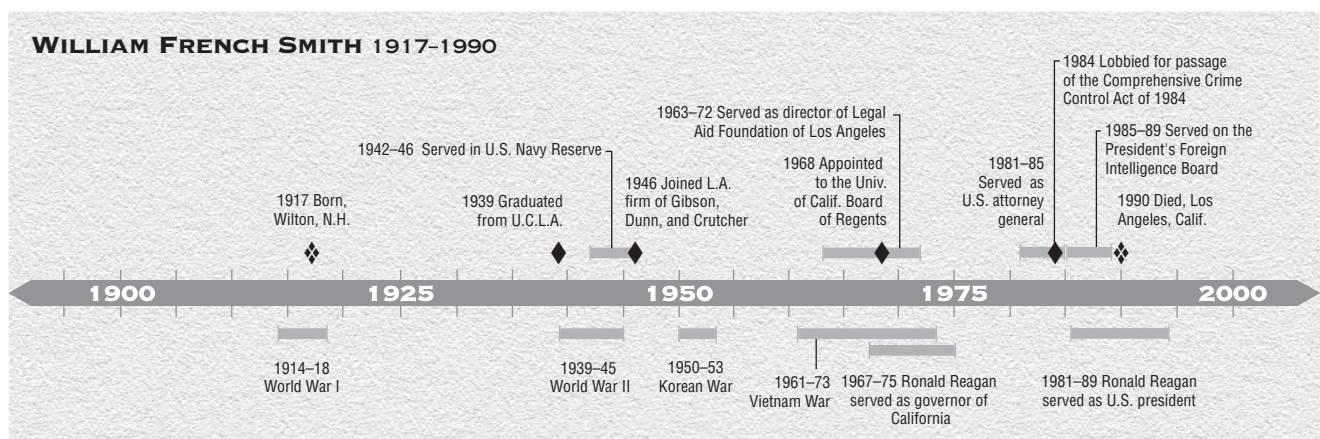 WILLIAM FRENCH SMITH 1917–1990
1984 Lobbied for passage
of the Comprehensive Crime
Control Act of 1984
1963–72 Served as director of Legal
Aid Foundation of Los Angeles
1985–89 Served on the
President's Foreign
Intelligence Board
1942–46 Served in U.S. Navy Reserve
1968 Appointed
to the Univ.
of Calif. Board
of Regents
1981–85
Served as
U.S. attorney
general
1917 Born,
Wilton, N.H.
1939 Graduated
from U.C.L.A.
1946 Joined L.A.
firm of Gibson,
Dunn, and Crutcher
1990 Died, Los
Angeles, Calif.
1900 1925 1950 1975 2000
1914–18
World War I
1939–45
World War II
1950–53
Korean War
1961–73
Vietnam War
1967–75 Ronald Reagan
served as governor of
California
1981–89 Ronald Reagan
served as U.S. president